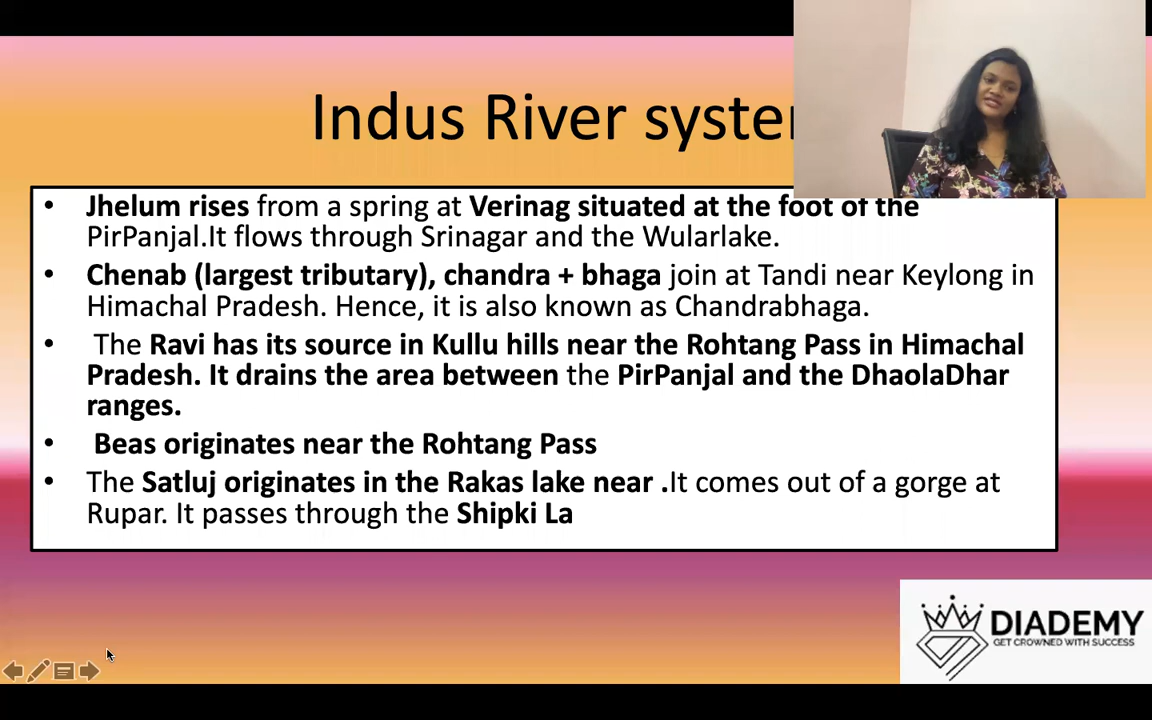 Indus River system
• Jhelum rises from a spring at Verinag situated at the foot of the
PirPanjal.It flows through Srinagar and the Wularlake.
• Chenab (largest tributary), chandra + bhaga join at Tandi near Keylong in
Himachal Pradesh. Hence, it is also known as Chandrabhaga.
• The Ravi has its source in Kullu hills near the Rohtang Pass in Himachal
Pradesh. It drains the area between the PirPanjal and the DhaolaDhar
ranges.
• Beas originates near the Rohtang Pass
• The Satluj originates in the Rakas lake near .It comes out of a gorge at
Rupar. It passes through the Shipki La
DIADEMY
GET CROWNED WITH SUCCESS